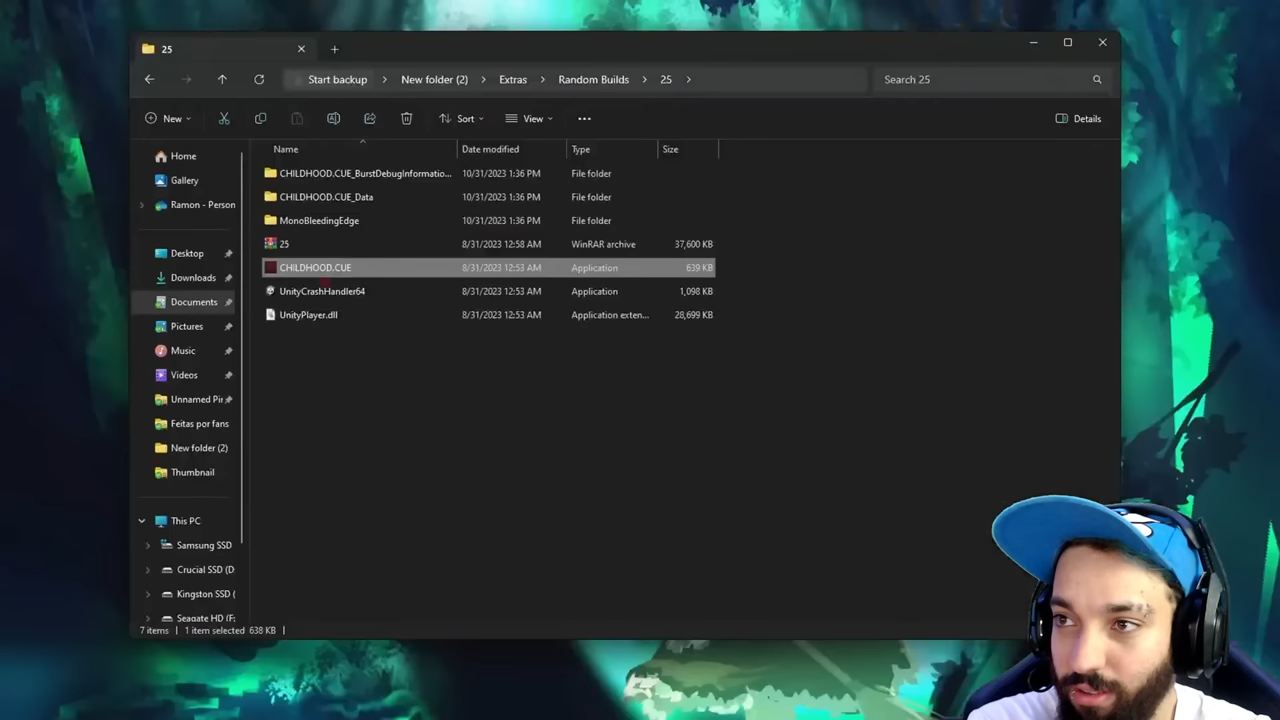 25
Start backup > New folder (2) > Extras > Random Builds > 25 >
Search 25
New
Sort
View
Details
Name Date modified Type Size
Home
Gallery
Ramon - Person
Desktop
Downloads
Documents
Pictures
Music
Videos
Unnamed Pi
Feitas por fans
New folder (2)
Thumbnail
This PC
Samsung SSD
Crucial SSD (D
Kingston SSD (
Seagate HD (F:
CHILDHOOD.CUE_BurstDebugInformatio... 10/31/2023 1:36 PM File folder
CHILDHOOD.CUE_Data 10/31/2023 1:36 PM File folder
MonoBleedingEdge 10/31/2023 1:36 PM File folder
25 8/31/2023 12:58 AM WinRAR archive 37,600 KB
CHILDHOOD.CUE 8/31/2023 12:53 AM Application 639 KB
UnityCrashHandler64 8/31/2023 12:53 AM Application 1,098 KB
UnityPlayer.dll 8/31/2023 12:53 AM Application exten... 28,699 KB
7 items | 1 item selected 638 KB |